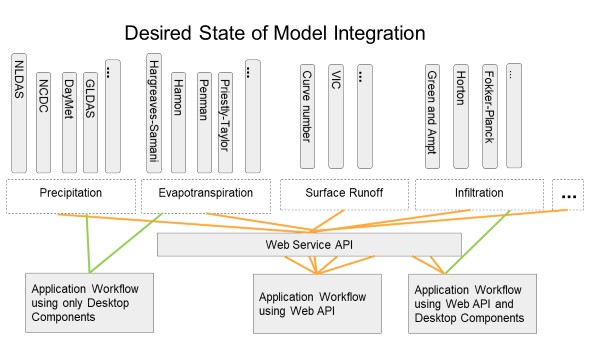 Desired State of Model Integration
NLDAS
NCDC
DayMet
GLDAS
...
Hargreaves-Samani
Hamon
Penman
Priestly-Taylor
...
Curve number
VIC
...
Green and Ampt
Horton
Fokker-Planck
...
Precipitation
Evapotranspiration
Surface Runoff
Infiltration
...
Web Service API
Application Workflow
using only Desktop
Components
Application Workflow
using Web API
Application Workflow
using Web API and
Desktop Components